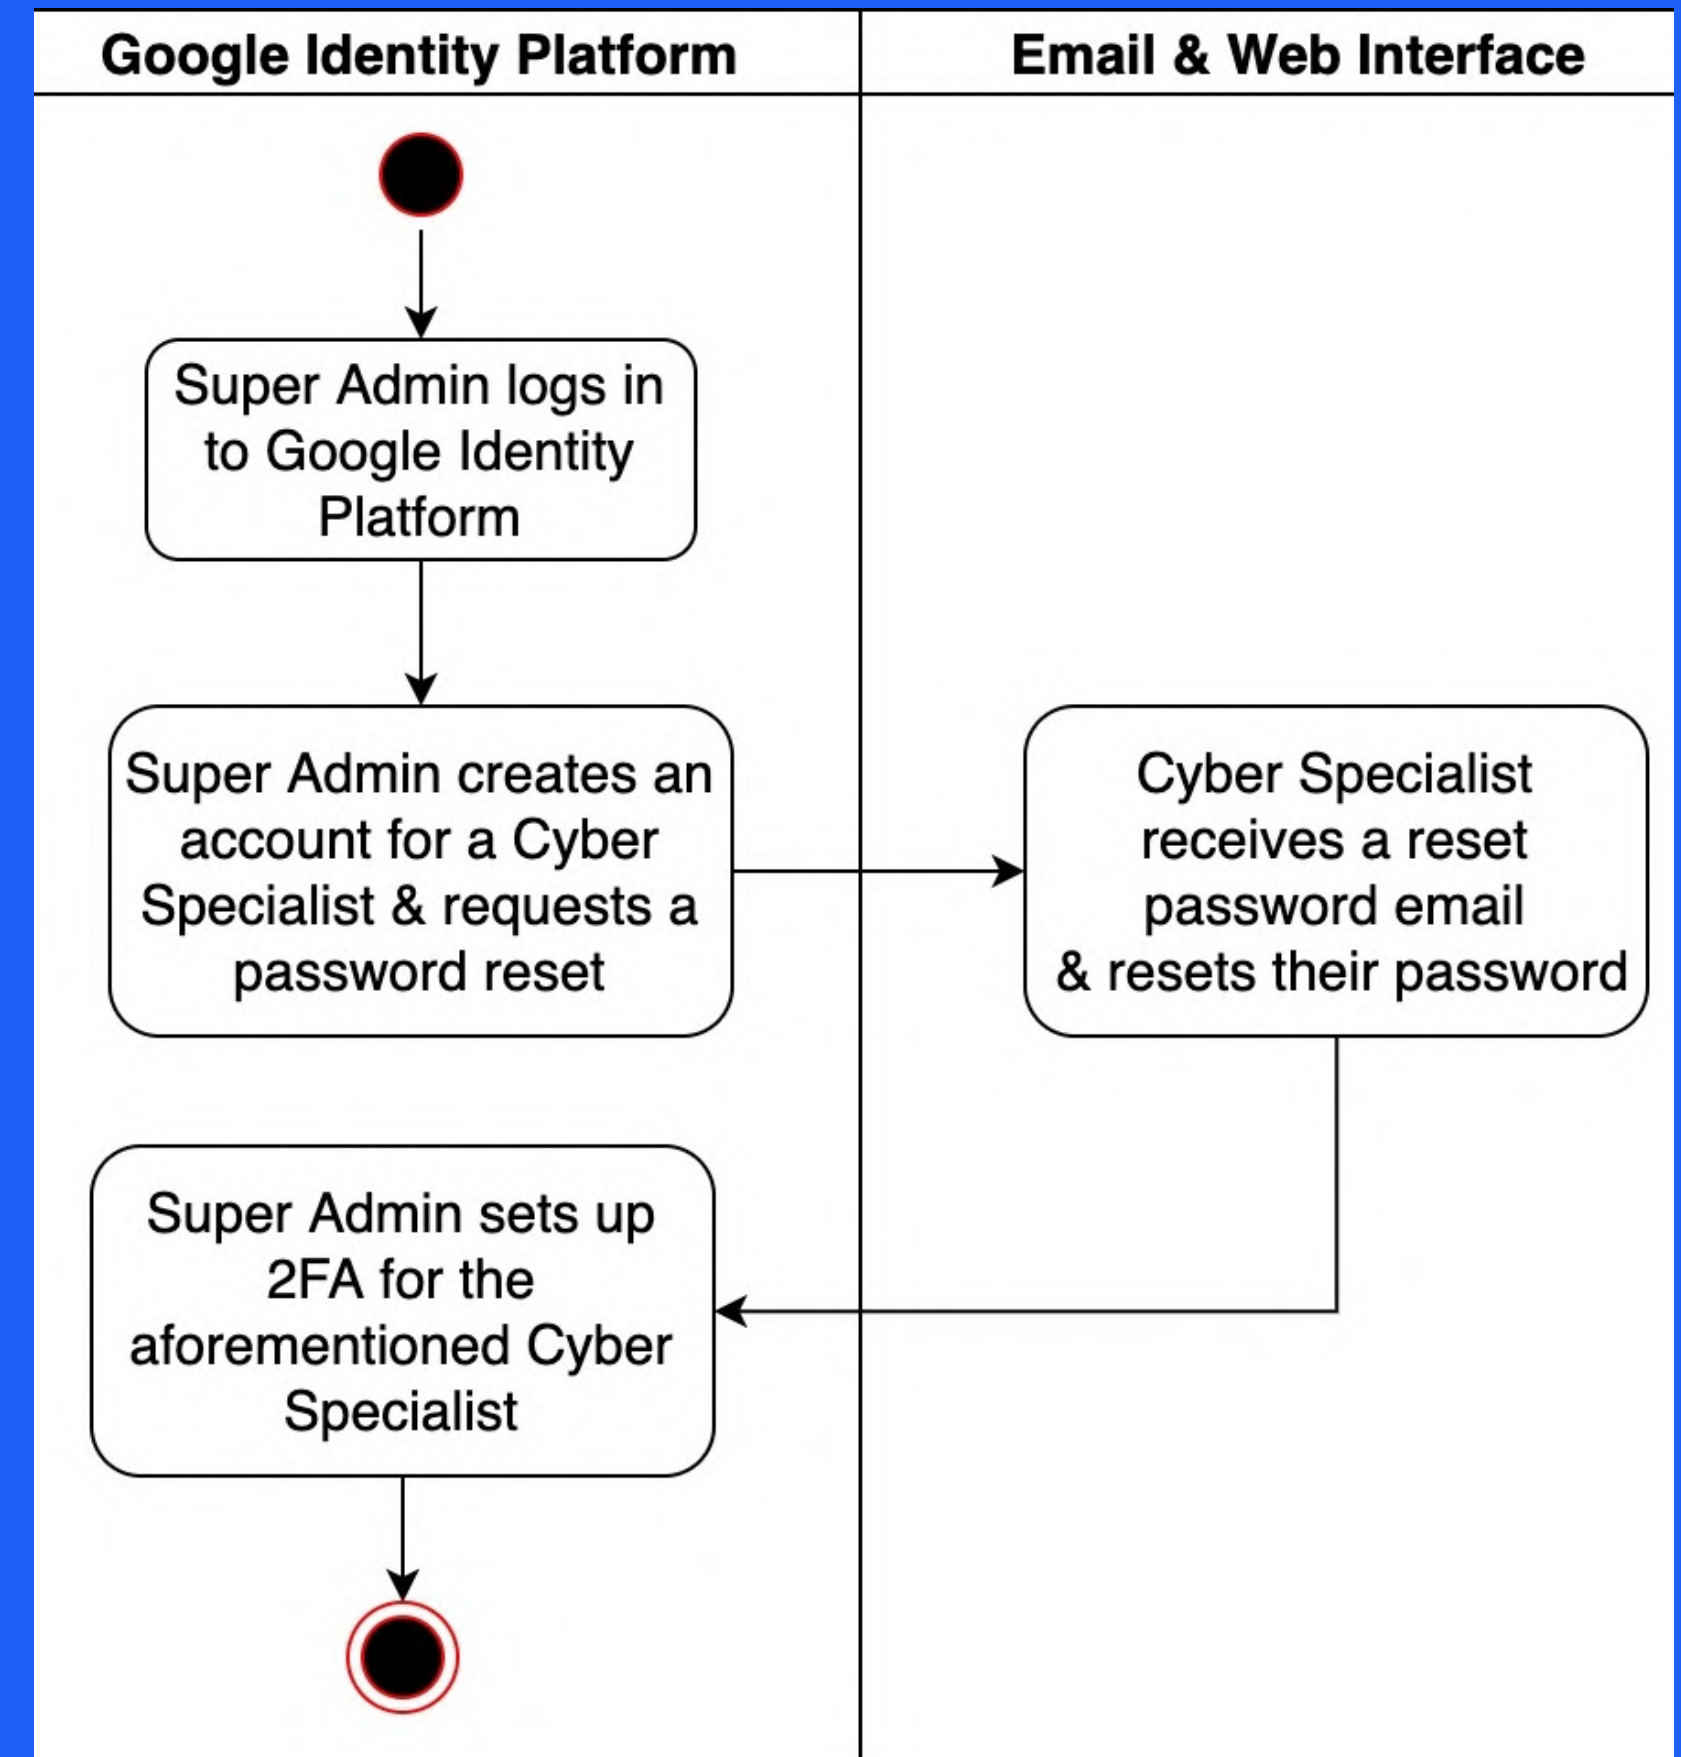 Google Identity Platform
Email & Web Interface
Super Admin logs in
to Google Identity
Platform
Super Admin creates an
account for a Cyber
Specialist & requests a
password reset
Cyber Specialist
receives a reset
password email
& resets their password
Super Admin sets up
2FA for the
aforementioned Cyber
Specialist